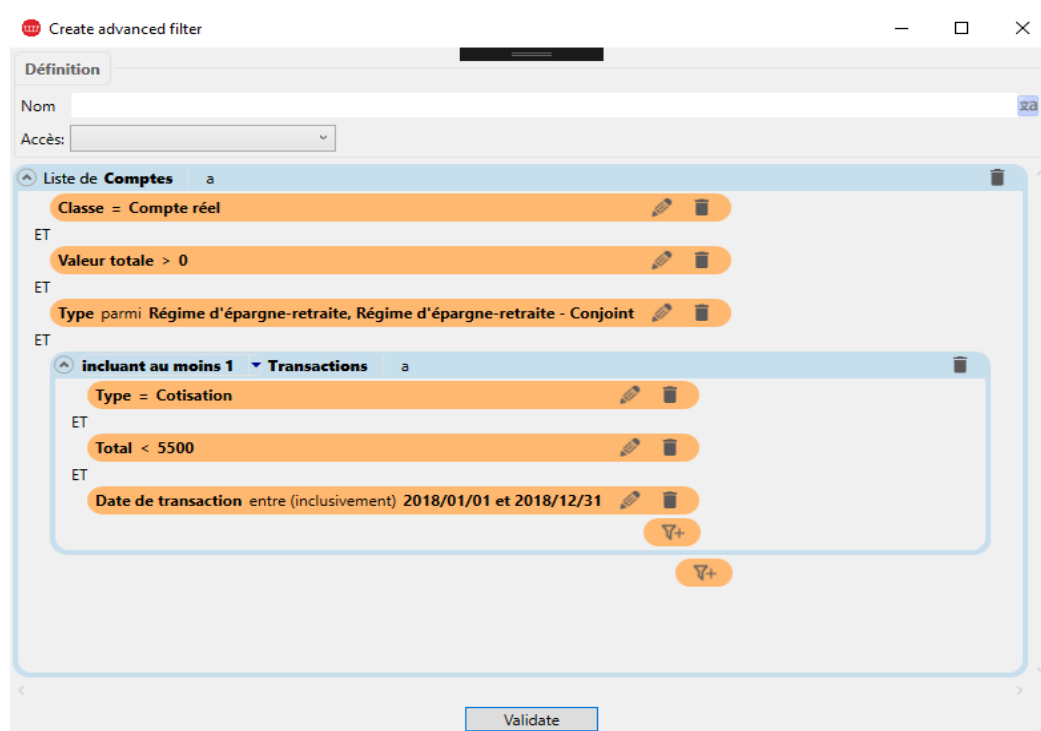 Create advanced filter
Définition
Nom
Accès:
Liste de Comptes a
Classe = Compte réel
ET
Valeur totale > 0
ET
Type parmi Régime d'épargne-retraite, Régime d'épargne-retraite - Conjoint
ET
incluant au moins 1 Transactions a
Type = Cotisation
ET
Total < 5500
ET
Date de transaction entre (inclusivement) 2018/01/01 et 2018/12/31
Validate